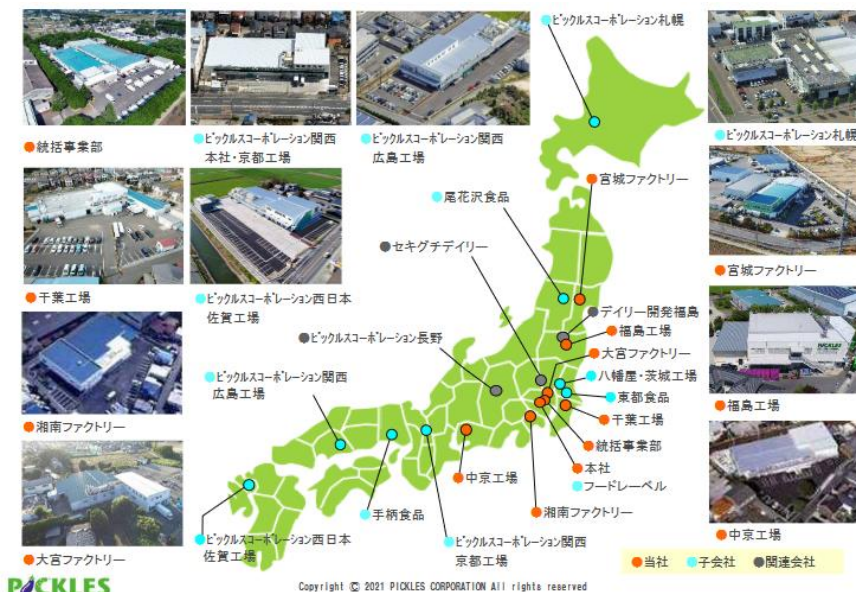 ﾋﾟｯｸﾙｽｺｰﾎﾟﾚｰｼｮﾝ札幌
●統括事業部
●ﾋﾟｯｸﾙｽｺｰﾎﾟﾚｰｼｮﾝ関西
本社・京都工場
●ﾋﾟｯｸﾙｽｺｰﾎﾟﾚｰｼｮﾝ関西
広島工場
●ﾋﾟｯｸﾙｽｺｰﾎﾟﾚｰｼｮﾝ札幌
●宮城ファクトリー
●尾花沢食品
●セキグチデイリー
●千葉工場
●ﾋﾟｯｸﾙｽｺｰﾎﾟﾚｰｼｮﾝ西日本
佐賀工場
●宮城ファクトリー
●デイリー開発福島
●福島工場
●ﾋﾟｯｸﾙｽｺｰﾎﾟﾚｰｼｮﾝ長野
●大宮ファクトリー
●ﾋﾟｯｸﾙｽｺｰﾎﾟﾚｰｼｮﾝ関西
広島工場
●八幡屋・茨城工場
●東都食品
PICKLES
●福島工場
●千葉工場
●湘南ファクトリー
●統括事業部
●本社
●フードレーベル
●中京工場
●手柄食品
●湘南ファクトリー
●ﾋﾟｯｸﾙｽｺｰﾎﾟﾚｰｼｮﾝ西日本
佐賀工場
●ﾋﾟｯｸﾙｽｺｰﾎﾟﾚｰｼｮﾝ関西
京都工場
●中京工場
●大宮ファクトリー
●当社 ●子会社 ●関連会社
PICKLES
Copyright © 2021 PICKLES CORPORATION All rights reserved